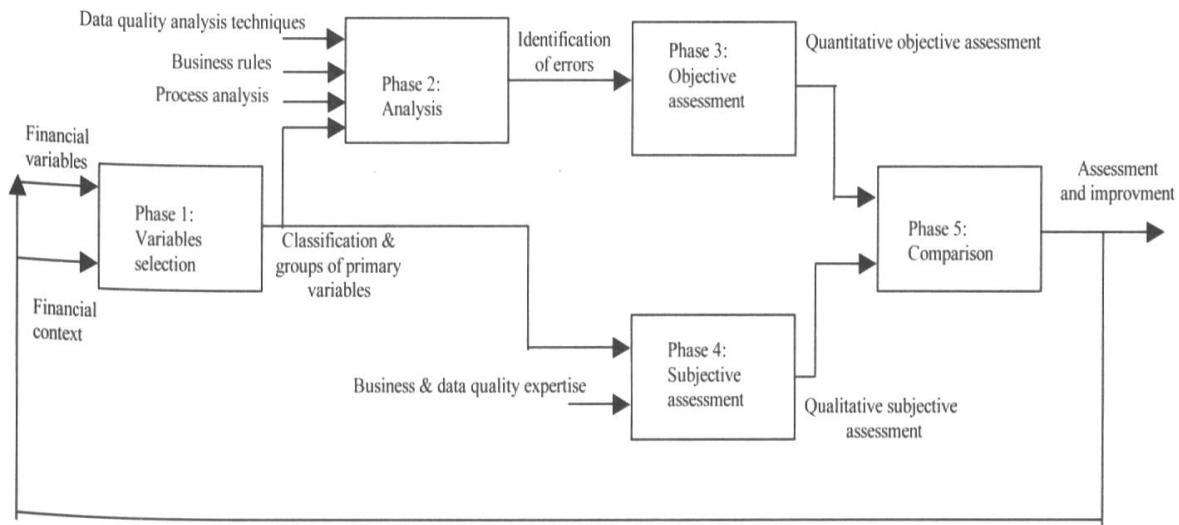 Data quality analysis techniques
Business rules
Process analysis
Phase 2:
Analysis
Identification
of errors
Phase 3:
Objective
assessment
Quantitative objective assessment
Financial
variables
Phase 1:
Variables
selection
Classification &
groups of primary
variables
Financial
context
Phase 5:
Comparison
Assessment
and improvment
Phase 4:
Subjective
assessment
Business & data quality expertise
Qualitative subjective
assessment